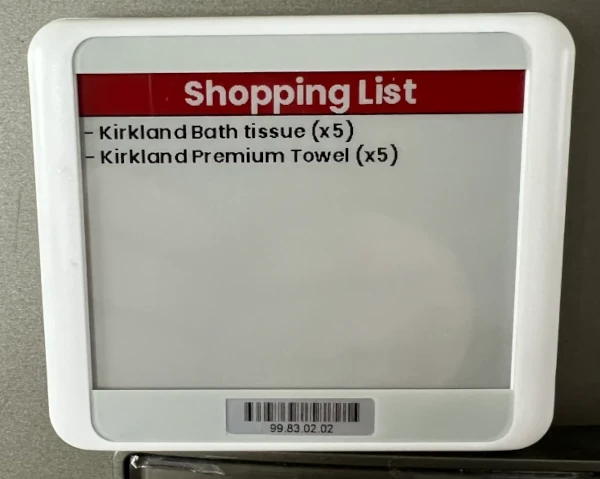 Shopping List
- Kirkland Bath tissue (x5)
- Kirkland Premium Towel (x5)
99.83.02.02